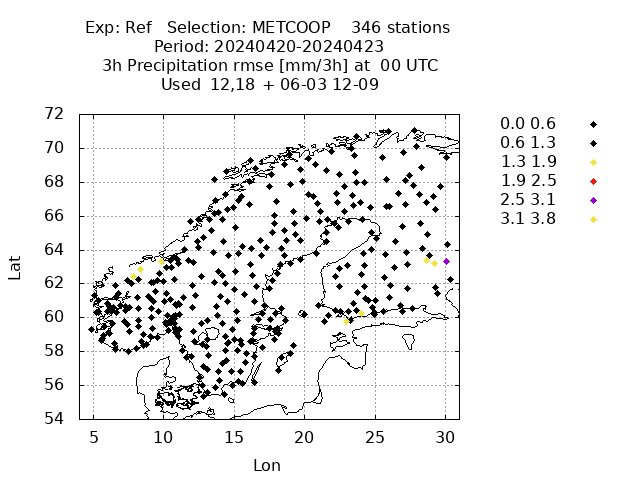 Exp: Ref   Selection: METCOOP    346 stations
Period: 20240420-20240423
3h Precipitation rmse [mm/3h] at  00 UTC
Used  12,18 + 06-03 12-09
72
70
68
66
64
62
60
58
56
54
Lat
5 10 15 20 25 30
Lon
0.0 0.6
0.6 1.3
1.3 1.9
1.9 2.5
2.5 3.1
3.1 3.8